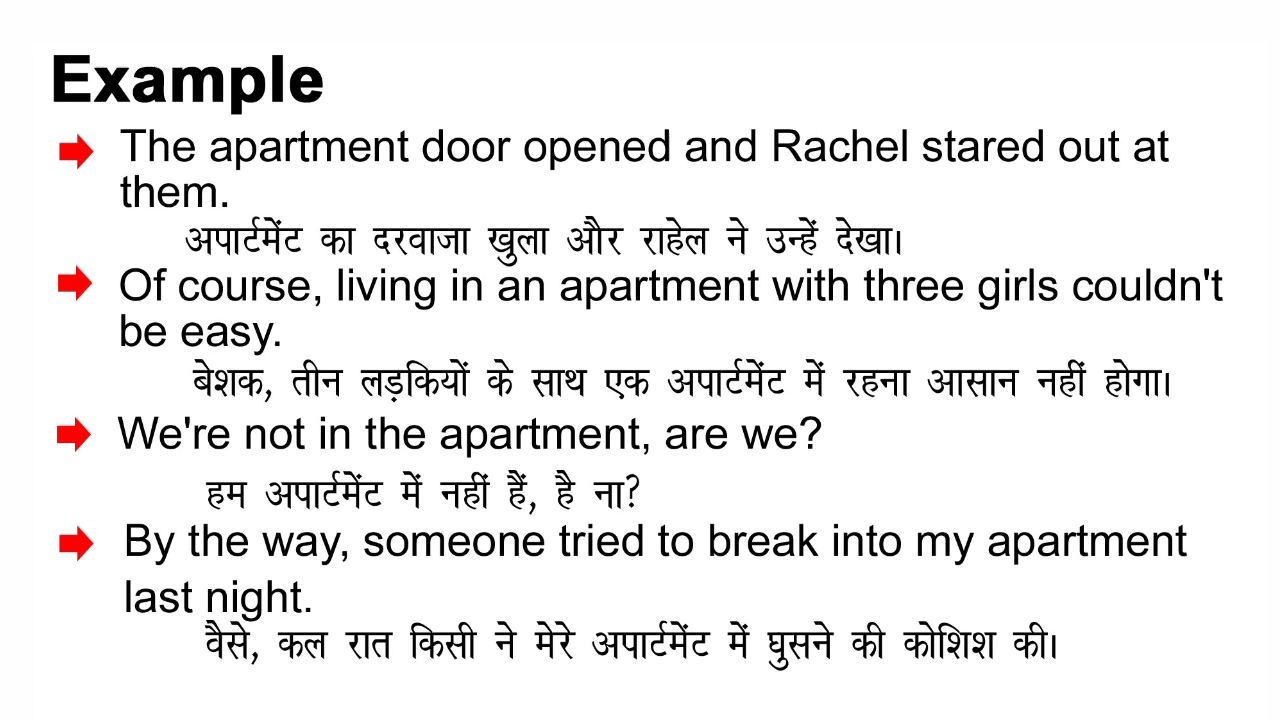 Example
The apartment door opened and Rachel stared out at
them.
अपार्टमेंट का दरवाजा खुला और राहेल ने उन्हें देखा।
Of course, living in an apartment with three girls couldn't
be easy.
बेशक, तीन लड़कियों के साथ एक अपार्टमेंट में रहना आसान नहीं होगा।
We're not in the apartment, are we?
हम अपार्टमेंट में नहीं हैं, है ना?
By the way, someone tried to break into my apartment
last night.
वैसे, कल रात किसी ने मेरे अपार्टमेंट में घुसने की कोशिश की।